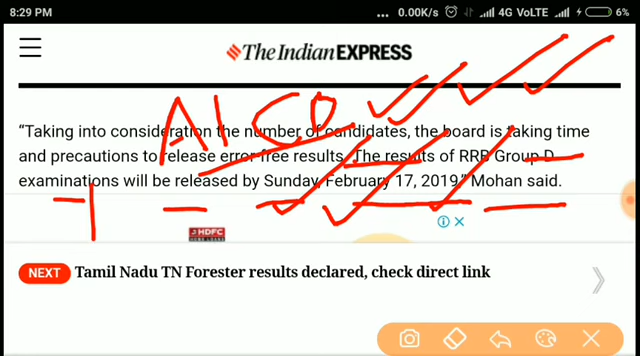 8:29 PM ... 0.00K/s 4G VoLTE 6%
The Indian EXPRESS
AICO
“Taking into consideration the number of candidates, the board is taking time
and precautions to release error-free results. The results of RRB Group D
examinations will be released by Sunday, February 17, 2019,” Mohan said.
HDFC
NEXT Tamil Nadu TN Forester results declared, check direct link